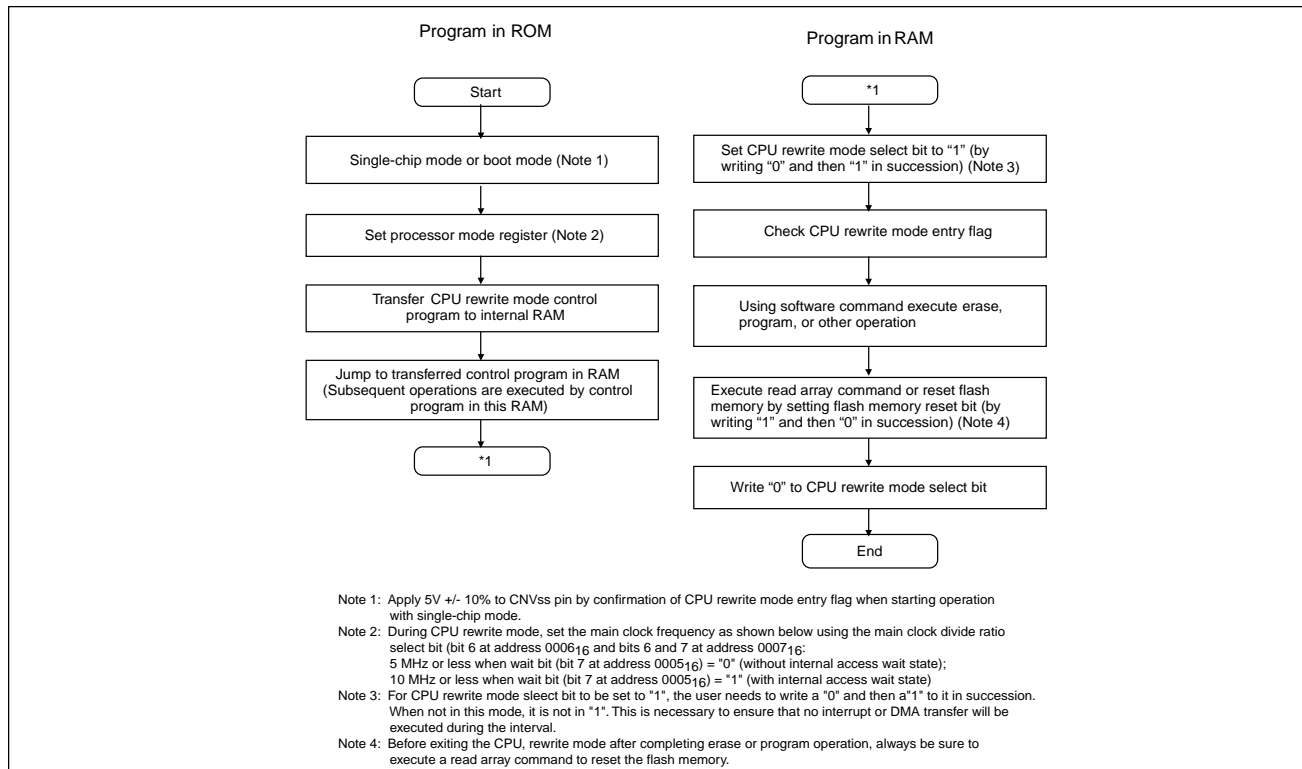 Program in ROM
Start
Single-chip mode or boot mode (Note 1)
Set processor mode register (Note 2)
Transfer CPU rewrite mode control
program to internal RAM
Jump to transferred control program in RAM
(Subsequent operations are executed by control
program in this RAM)
*1
Program in RAM
*1
Set CPU rewrite mode select bit to “1” (by
writing “0” and then “1” in succession) (Note 3)
Check CPU rewrite mode entry flag
Using software command execute erase,
program, or other operation
Execute read array command or reset flash
memory by setting flash memory reset bit (by
writing “1” and then “0” in succession) (Note 4)
Write “0” to CPU rewrite mode select bit
End
Note 1: Apply 5V +/- 10% to CNVss pin by confirmation of CPU rewrite mode entry flag when starting operation
with single-chip mode.
Note 2: During CPU rewrite mode, set the main clock frequency as shown below using the main clock divide ratio
select bit (bit 6 at address 000616 and bits 6 and 7 at address 000716:
5 MHz or less when wait bit (bit 7 at address 000516) = "0" (without internal access wait state);
10 MHz or less when wait bit (bit 7 at address 000516) = "1" (with internal access wait state)
Note 3: For CPU rewrite mode sleect bit to be set to "1", the user needs to write a "0" and then a"1" to it in succession.
When not in this mode, it is not in "1". This is necessary to ensure that no interrupt or DMA transfer will be
executed during the interval.
Note 4: Before exiting the CPU, rewrite mode after completing erase or program operation, always be sure to
execute a read array command to reset the flash memory.